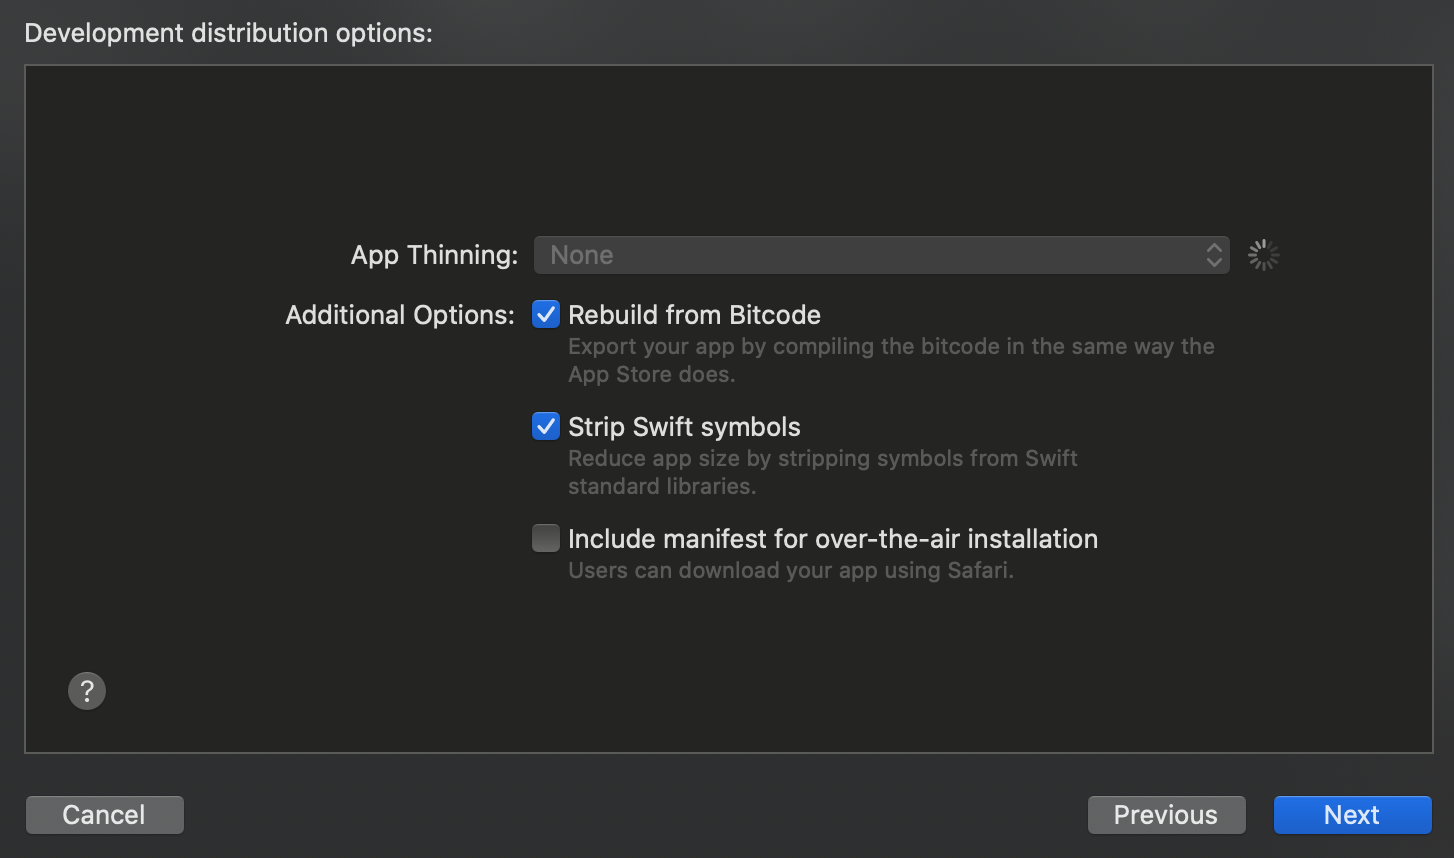 Development distribution options:
App Thinning: None
Additional Options: Rebuild from Bitcode
Export your app by compiling the bitcode in the same way the
App Store does.
Strip Swift symbols
Reduce app size by stripping symbols from Swift
standard libraries.
Include manifest for over-the-air installation
Users can download your app using Safari.
?
Cancel Previous Next